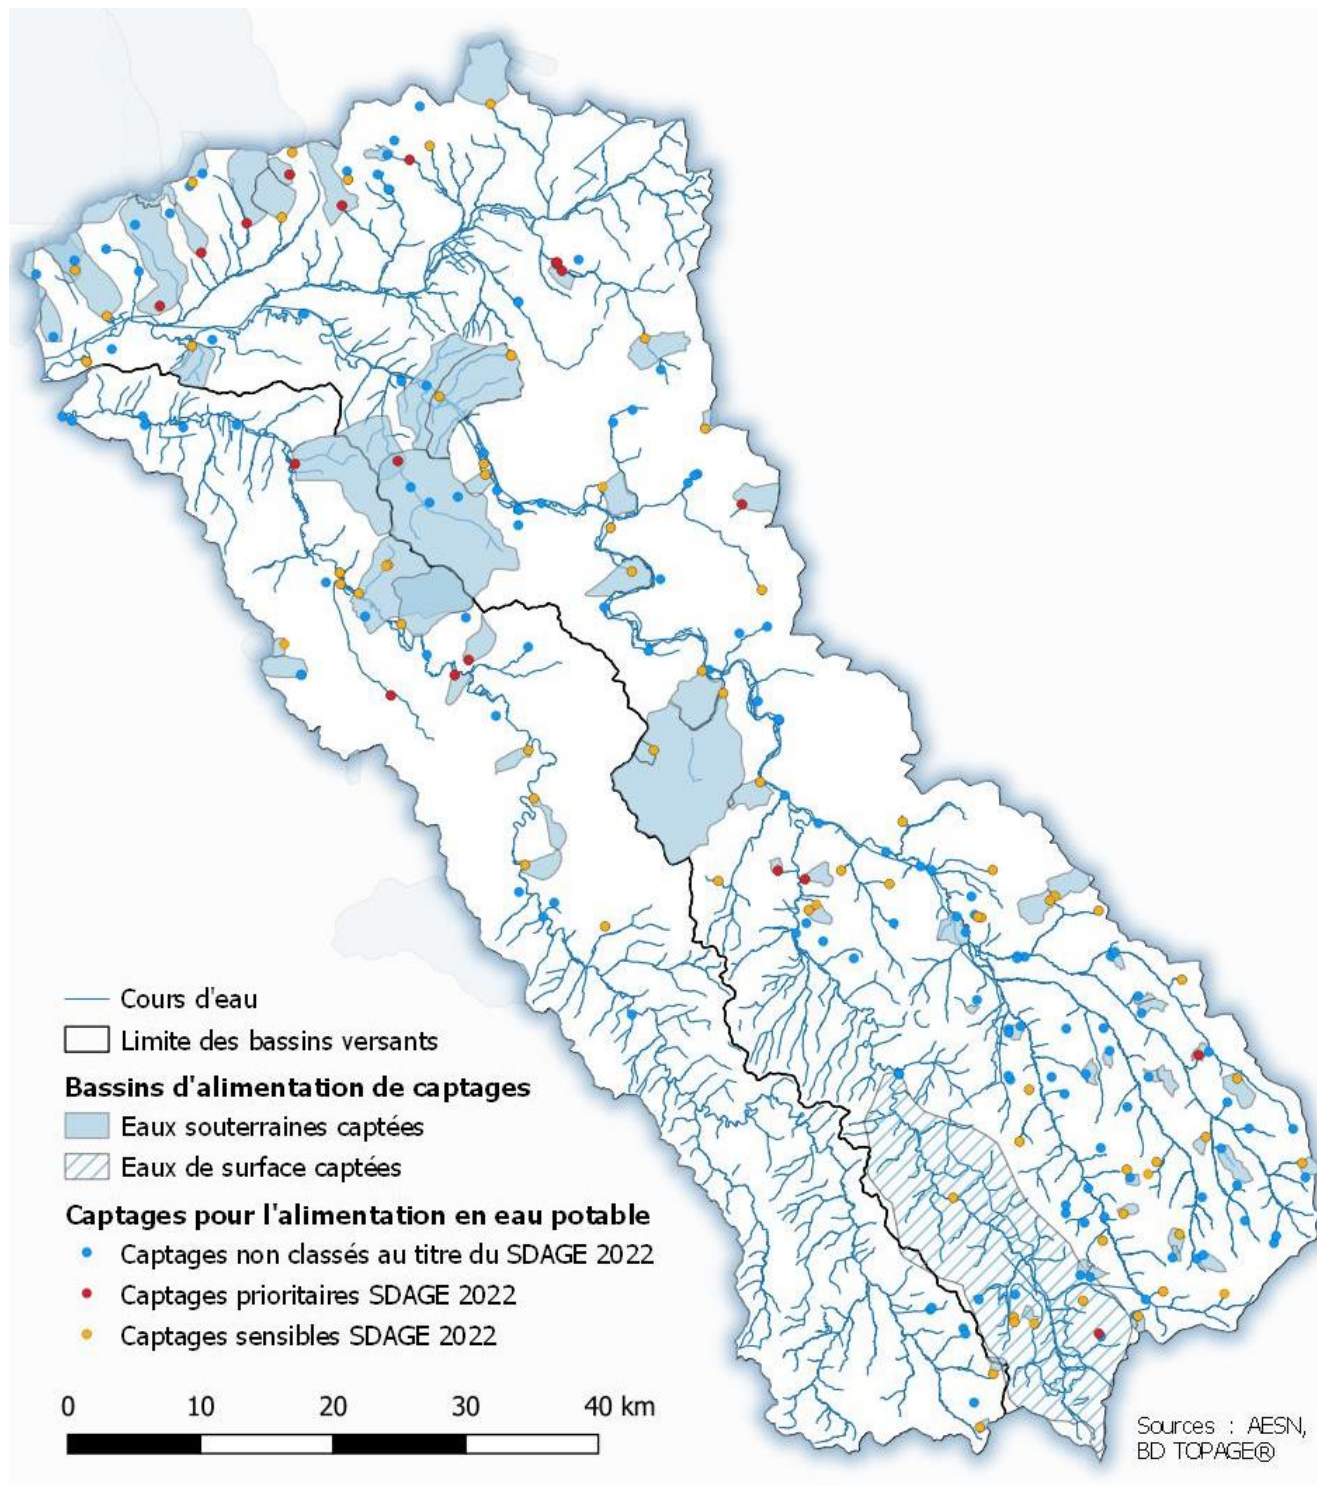 Cours d'eau
Limite des bassins versants
Bassins d'alimentation de captages
Eaux souterraines captées
Eaux de surface captées
Captages pour l'alimentation en eau potable
Captages non classés au titre du SDAGE 2022
Captages prioritaires SDAGE 2022
Captages sensibles SDAGE 2022
0 10 20 30 40 km
Sources : AESN,
BD TOPAGE®